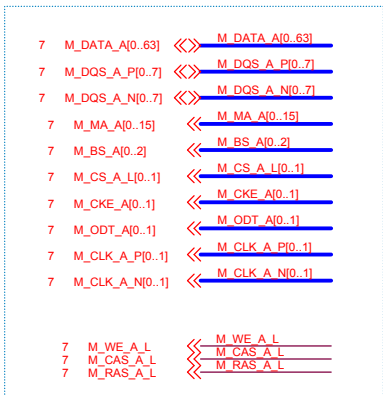 7 M_DATA_A[0..63] M_DATA_A[0..63]
7 M_DQS_A_P[0..7] M_DQS_A_P[0..7]
7 M_DQS_A_N[0..7] M_DQS_A_N[0..7]
7 M_MA_A[0..15] M_MA_A[0..15]
7 M_BS_A[0..2] M_BS_A[0..2]
7 M_CS_A_L[0..1] M_CS_A_L[0..1]
7 M_CKE_A[0..1] M_CKE_A[0..1]
7 M_ODT_A[0..1] M_ODT_A[0..1]
7 M_CLK_A_P[0..1] M_CLK_A_P[0..1]
7 M_CLK_A_N[0..1] M_CLK_A_N[0..1]
7 M_WE_A_L M_WE_A_L
7 M_CAS_A_L M_CAS_A_L
7 M_RAS_A_L M_RAS_A_L